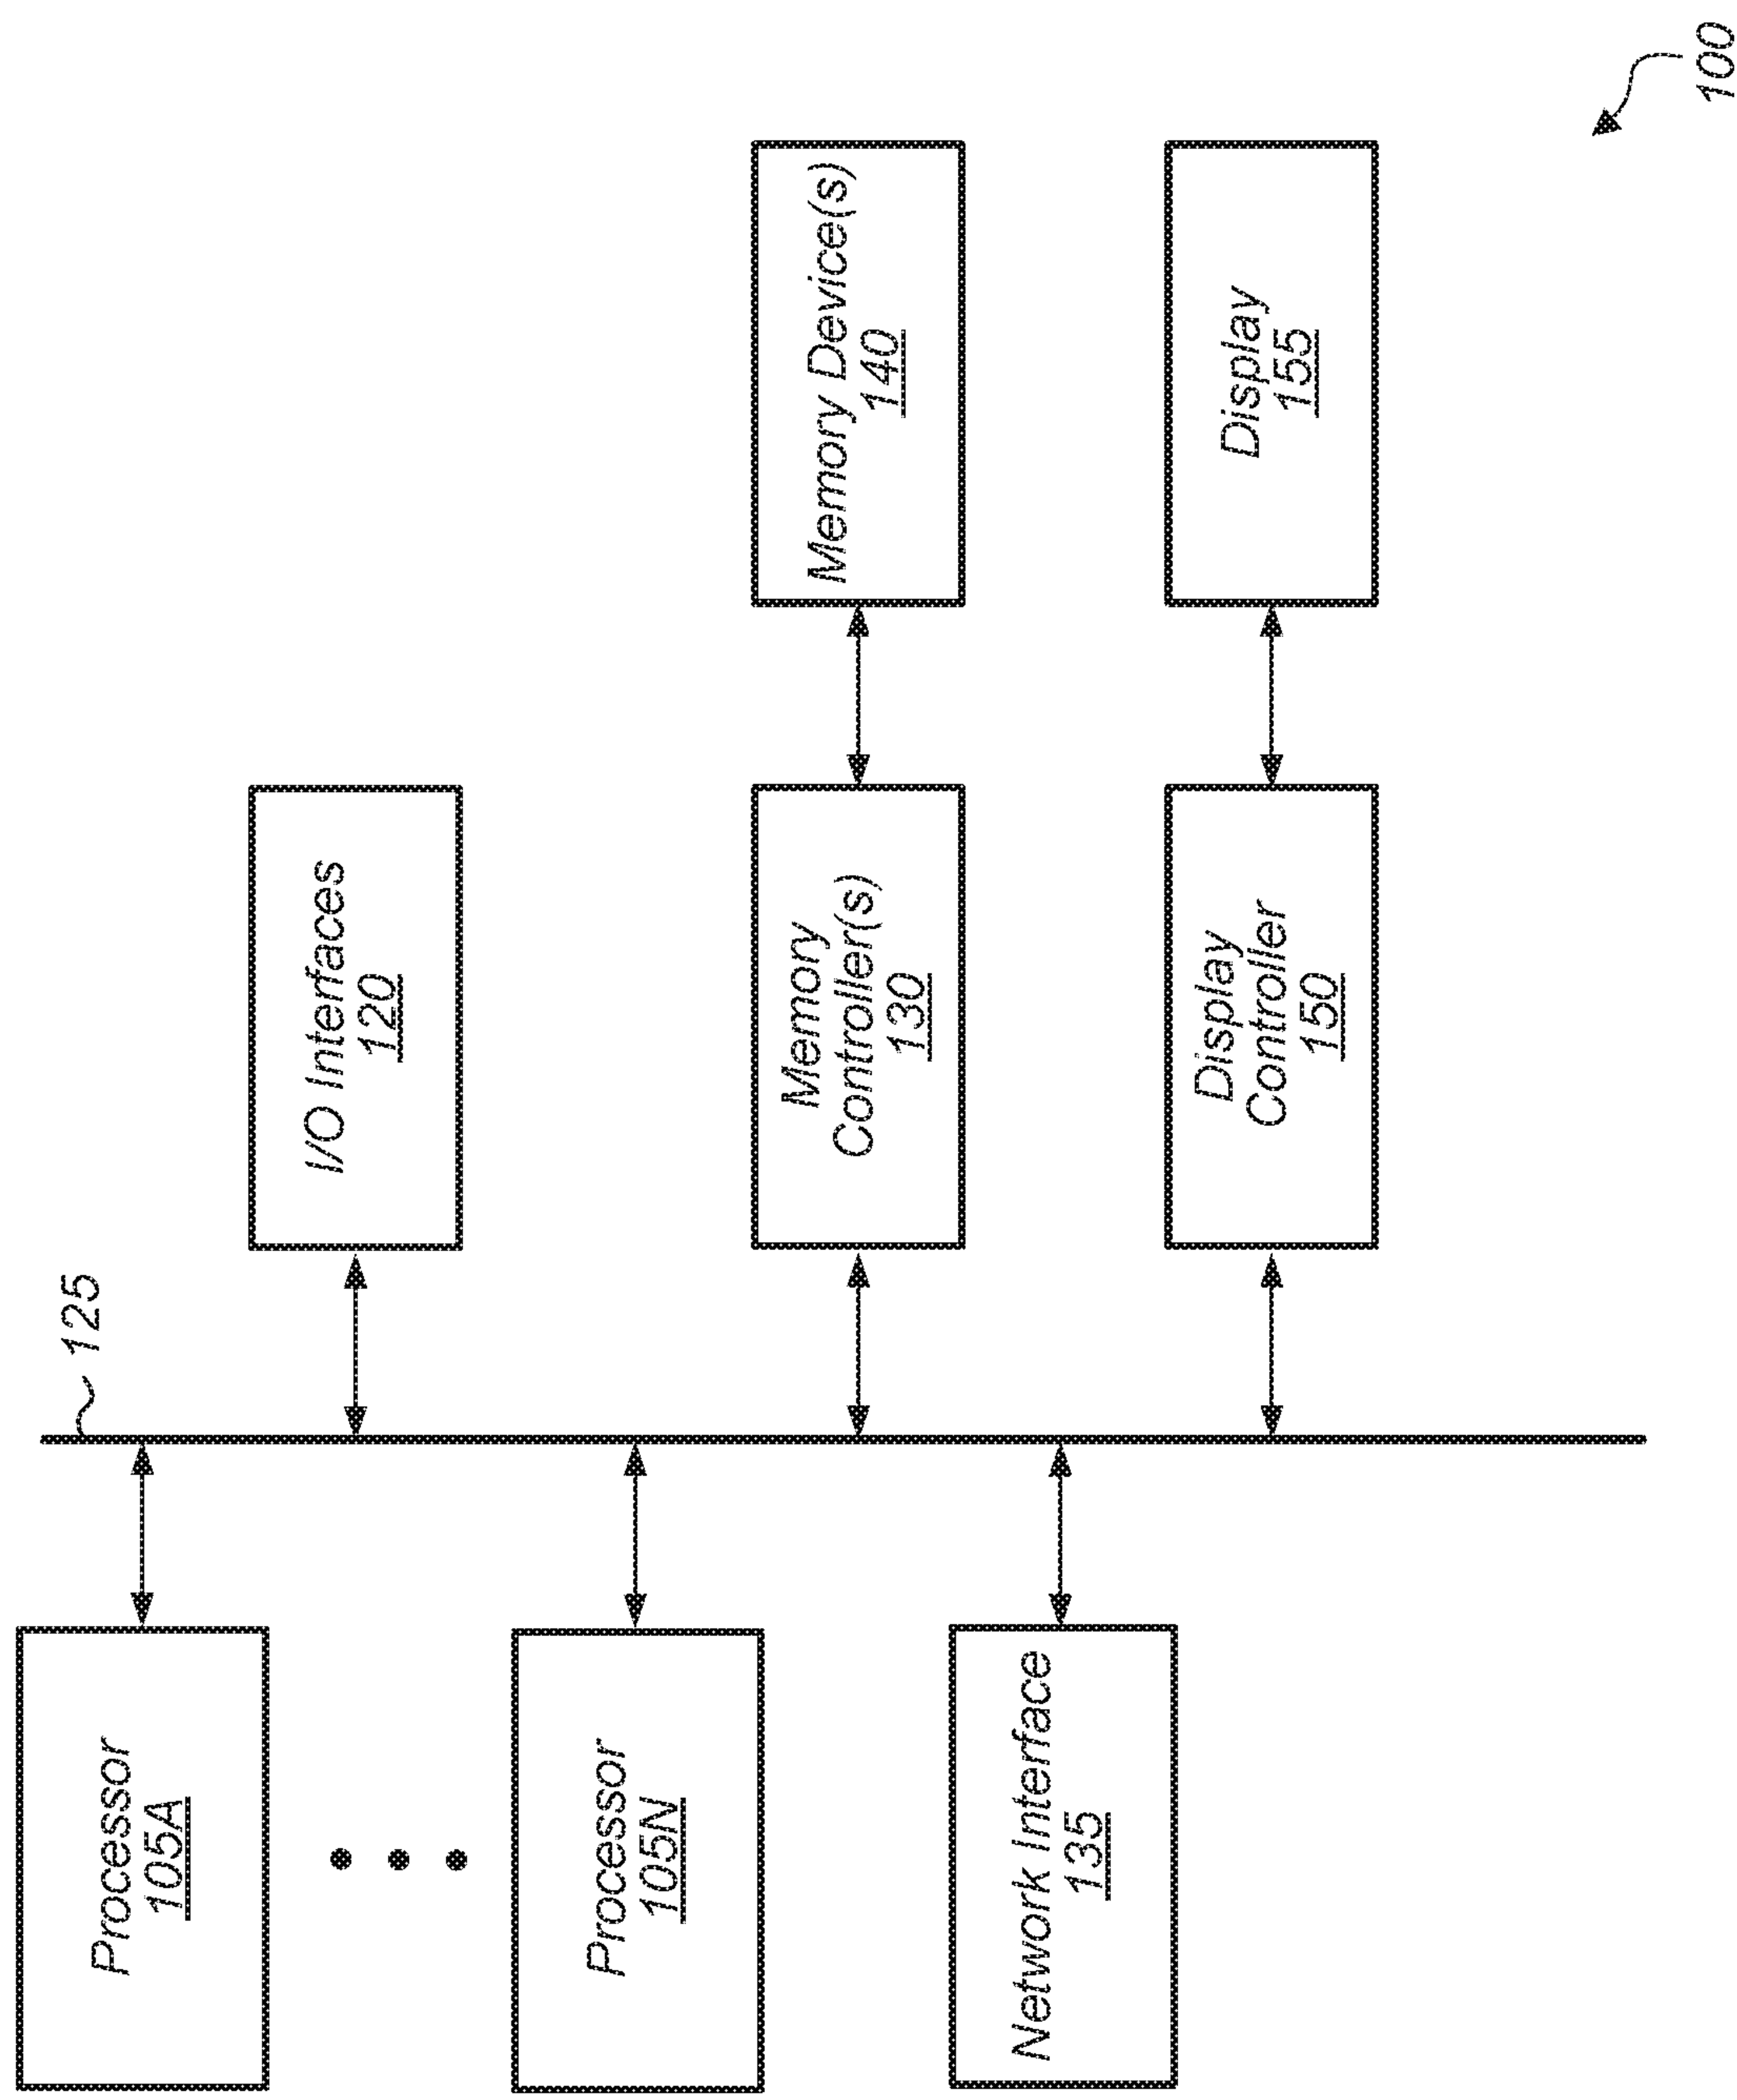 100
125
Processor
105A
I/O Interfaces
120
Processor
105N
Memory
Controller(s)
130
Memory Device(s)
140
Network Interface
135
Display
Controller
150
Display
155